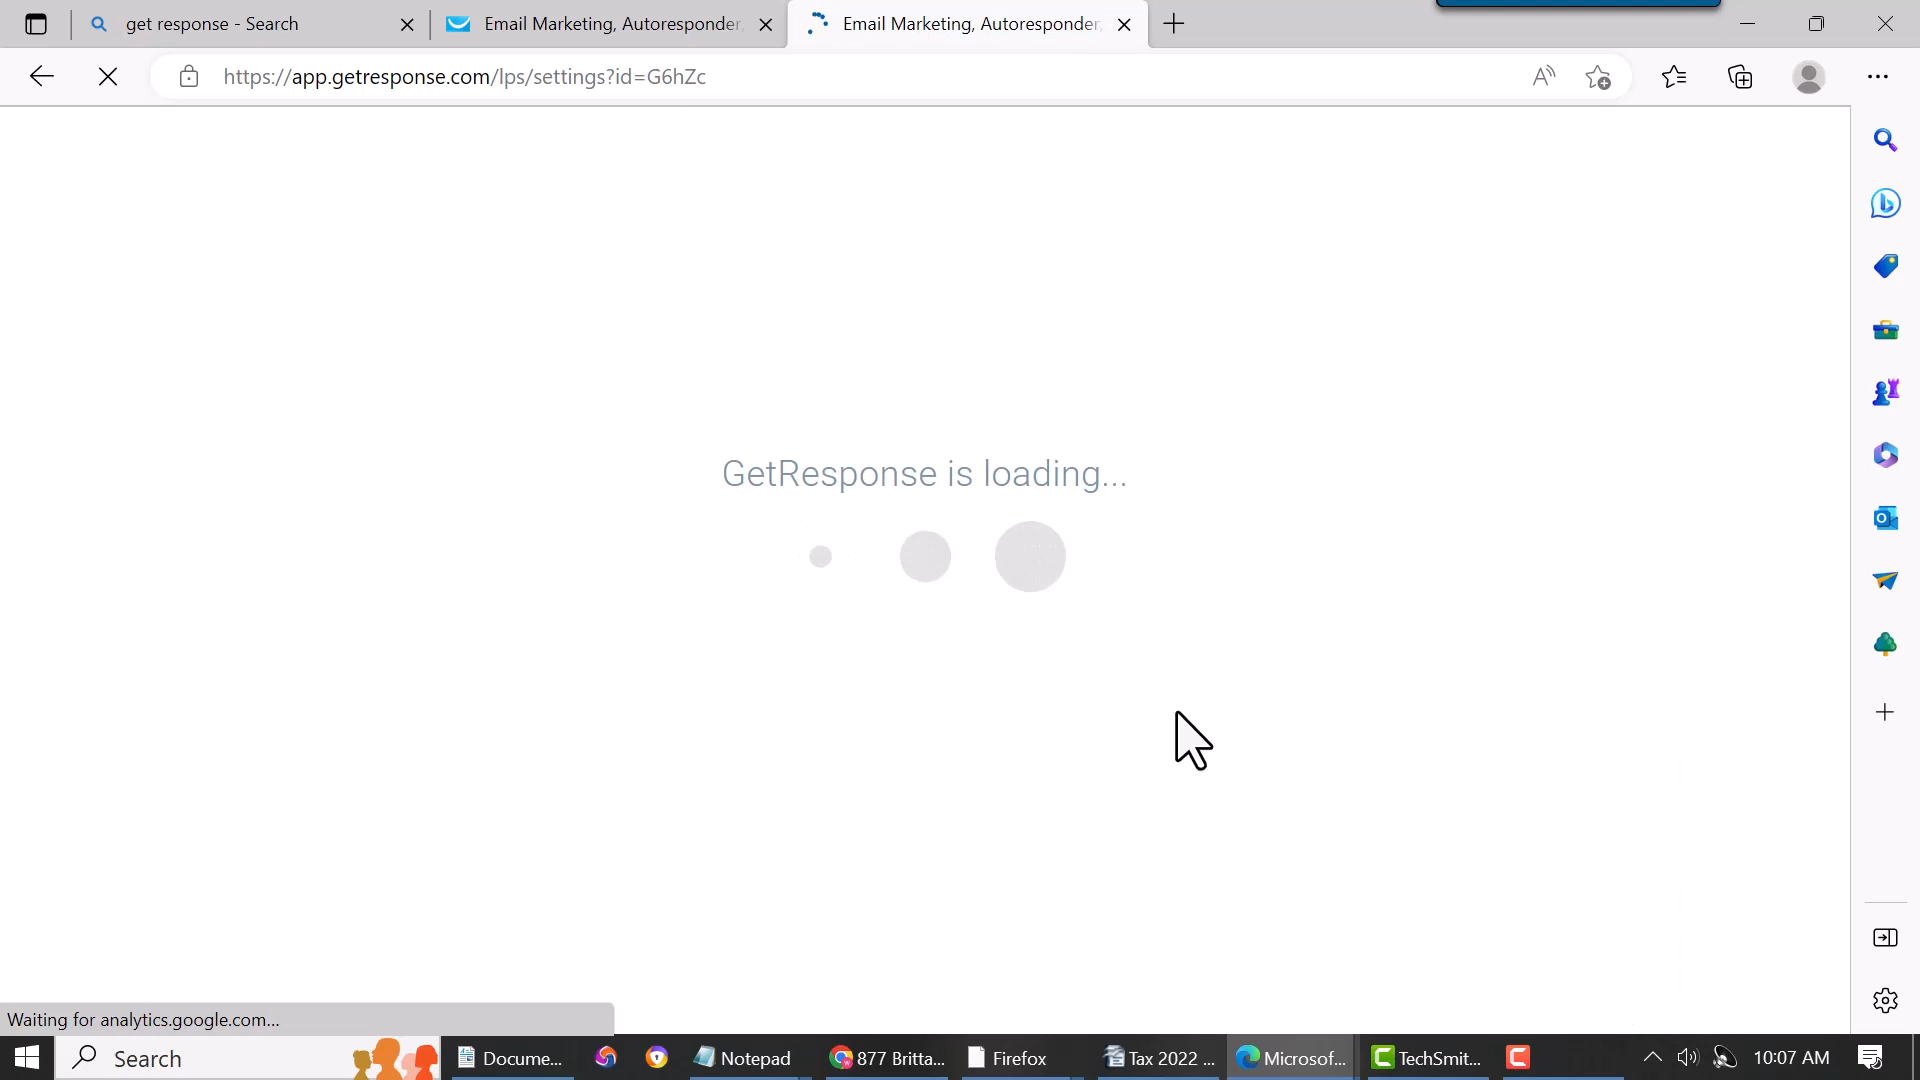 get response - Search
Email Marketing, Autoresponder,
Email Marketing, Autoresponder,
https://app.getresponse.com/lps/settings?id=G6hZc
GetResponse is loading...
Waiting for analytics.google.com...
Search
Docume...
Notepad
877 Britta...
Firefox
Tax 2022 ...
Microsof...
TechSmit...
10:07 AM